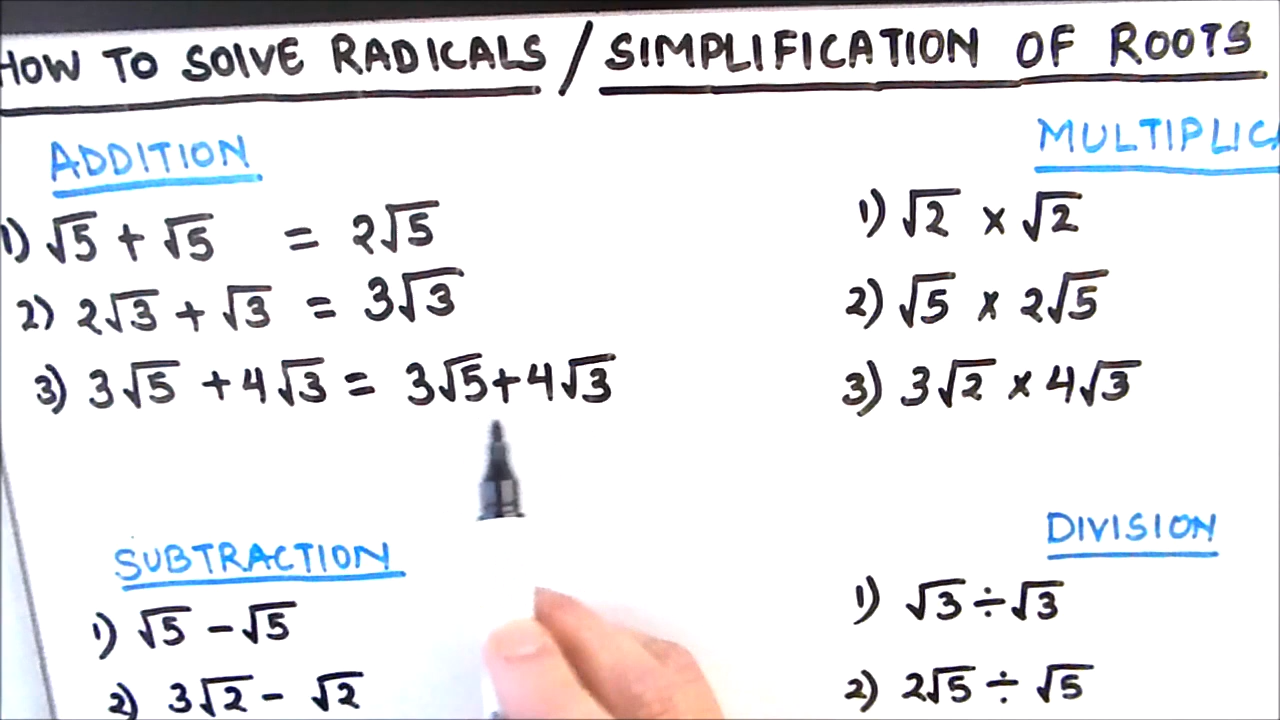 HOW TO SOLVE RADICALS / SIMPLIFICATION OF ROOTS
ADDITION
1) √5 + √5 = 2√5
2) 2√3 + √3 = 3√3
3) 3√5 + 4√3 = 3√5 + 4√3
SUBTRACTION
1) √5 - √5
2) 3√2 - √2
MULTIPLICA
1) √2 × √2
2) √5 × 2√5
3) 3√2 × 4√3
DIVISION
1) √3 ÷ √3
2) 2√5 ÷ √5